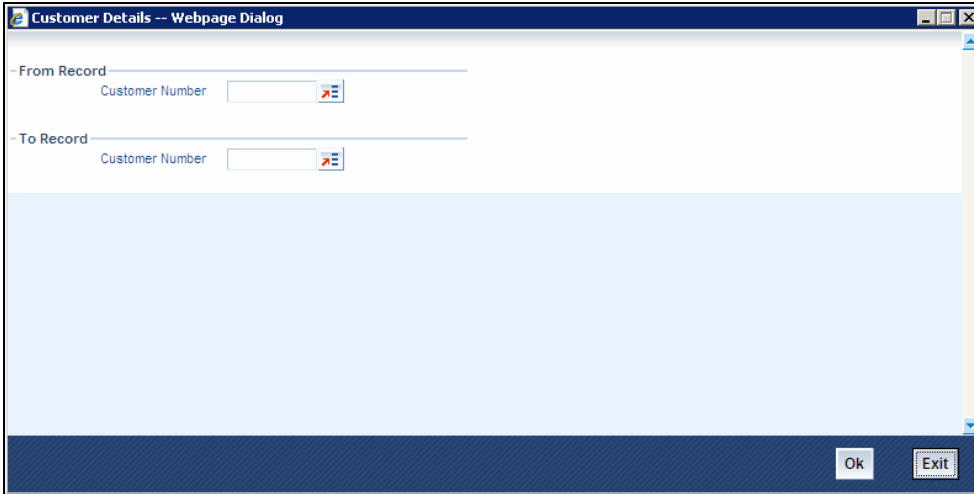 Customer Details -- Webpage Dialog
From Record
Customer Number
To Record
Customer Number
Ok Exit